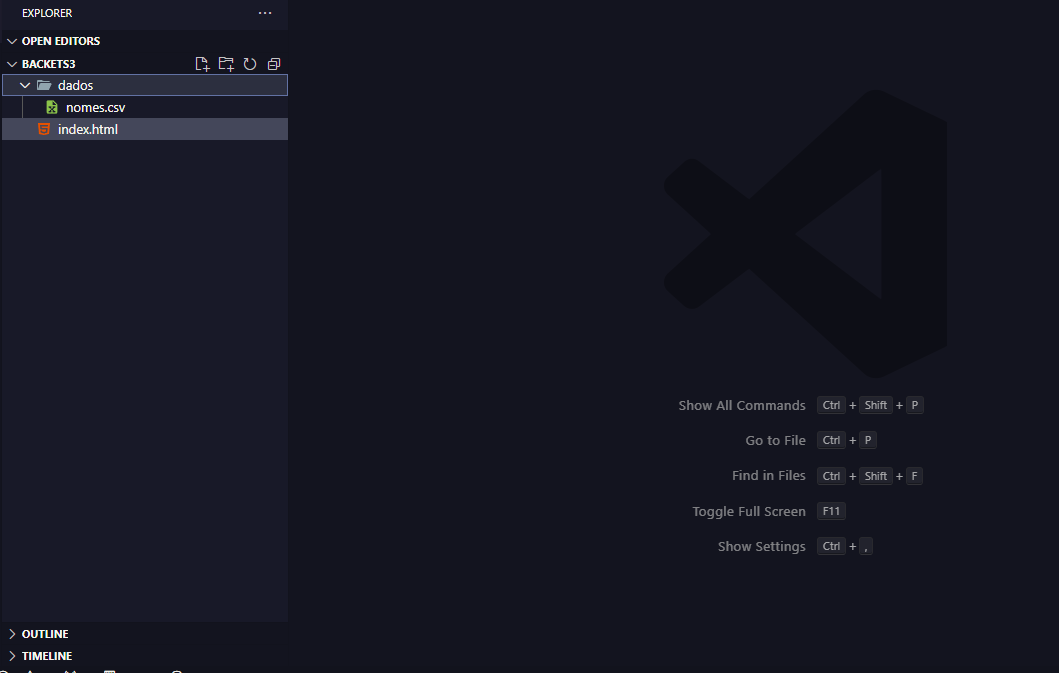 EXPLORER
OPEN EDITORS
BACKETS3
dados
nomes.csv
index.html
Show All Commands Ctrl + Shift + P
Go to File Ctrl + P
Find in Files Ctrl + Shift + F
Toggle Full Screen F11
Show Settings Ctrl + ,
OUTLINE
TIMELINE